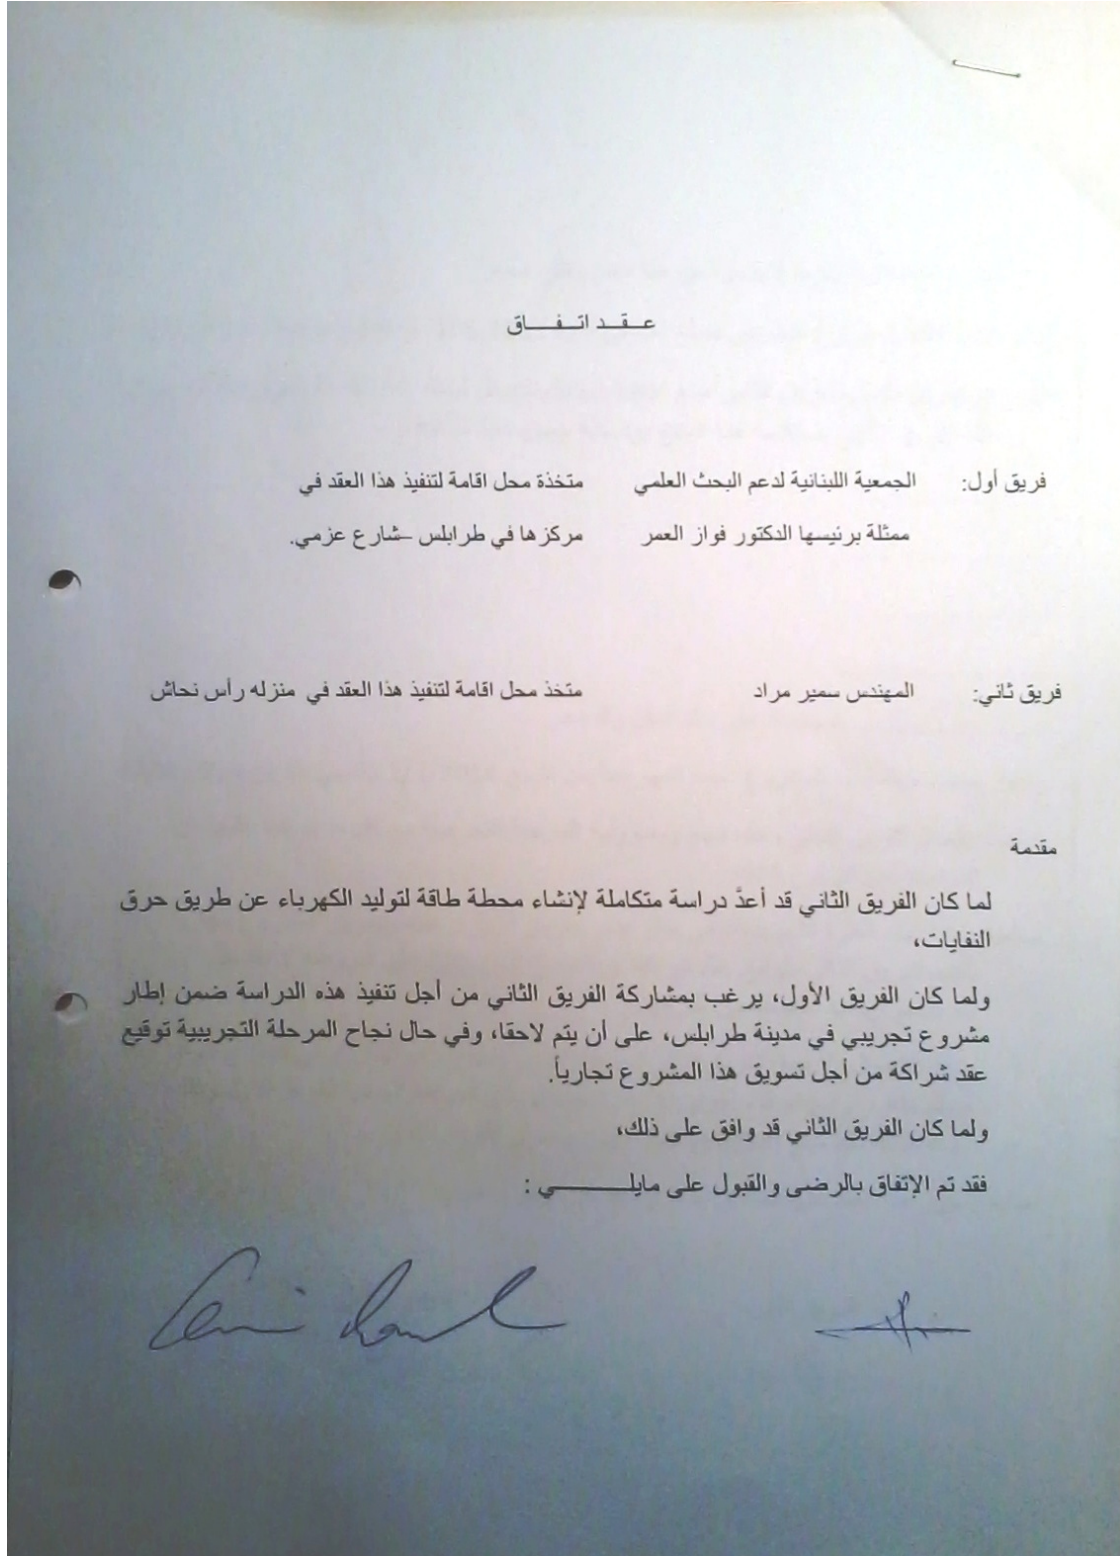 عـــقـــد اتـــفـــــاق
فريق أول: الجمعية اللبنانية لدعم البحث العلمي متخذة محل اقامة لتنفيذ هذا العقد في
ممثلة برئيسها الدكتور فواز العمر مركزها في طرابلس –شارع عزمي.
فريق ثاني: المهندس سمير مراد متخذ محل اقامة لتنفيذ هذا العقد في منزله رأس نحاش
مقدمة
لما كان الفريق الثاني قد أعدَّ دراسة متكاملة لإنشاء محطة طاقة لتوليد الكهرباء عن طريق حرق
النفايات،
ولما كان الفريق الأول، يرغب بمشاركة الفريق الثاني من أجل تنفيذ هذه الدراسة ضمن إطار
مشروع تجريبي في مدينة طرابلس، على أن يتم لاحقا، وفي حال نجاح المرحلة التجريبية توقيع
عقد شراكة من أجل تسويق هذا المشروع تجارياً.
ولما كان الفريق الثاني قد وافق على ذلك،
فقد تم الإتفاق بالرضى والقبول على مايلـــــــــي :